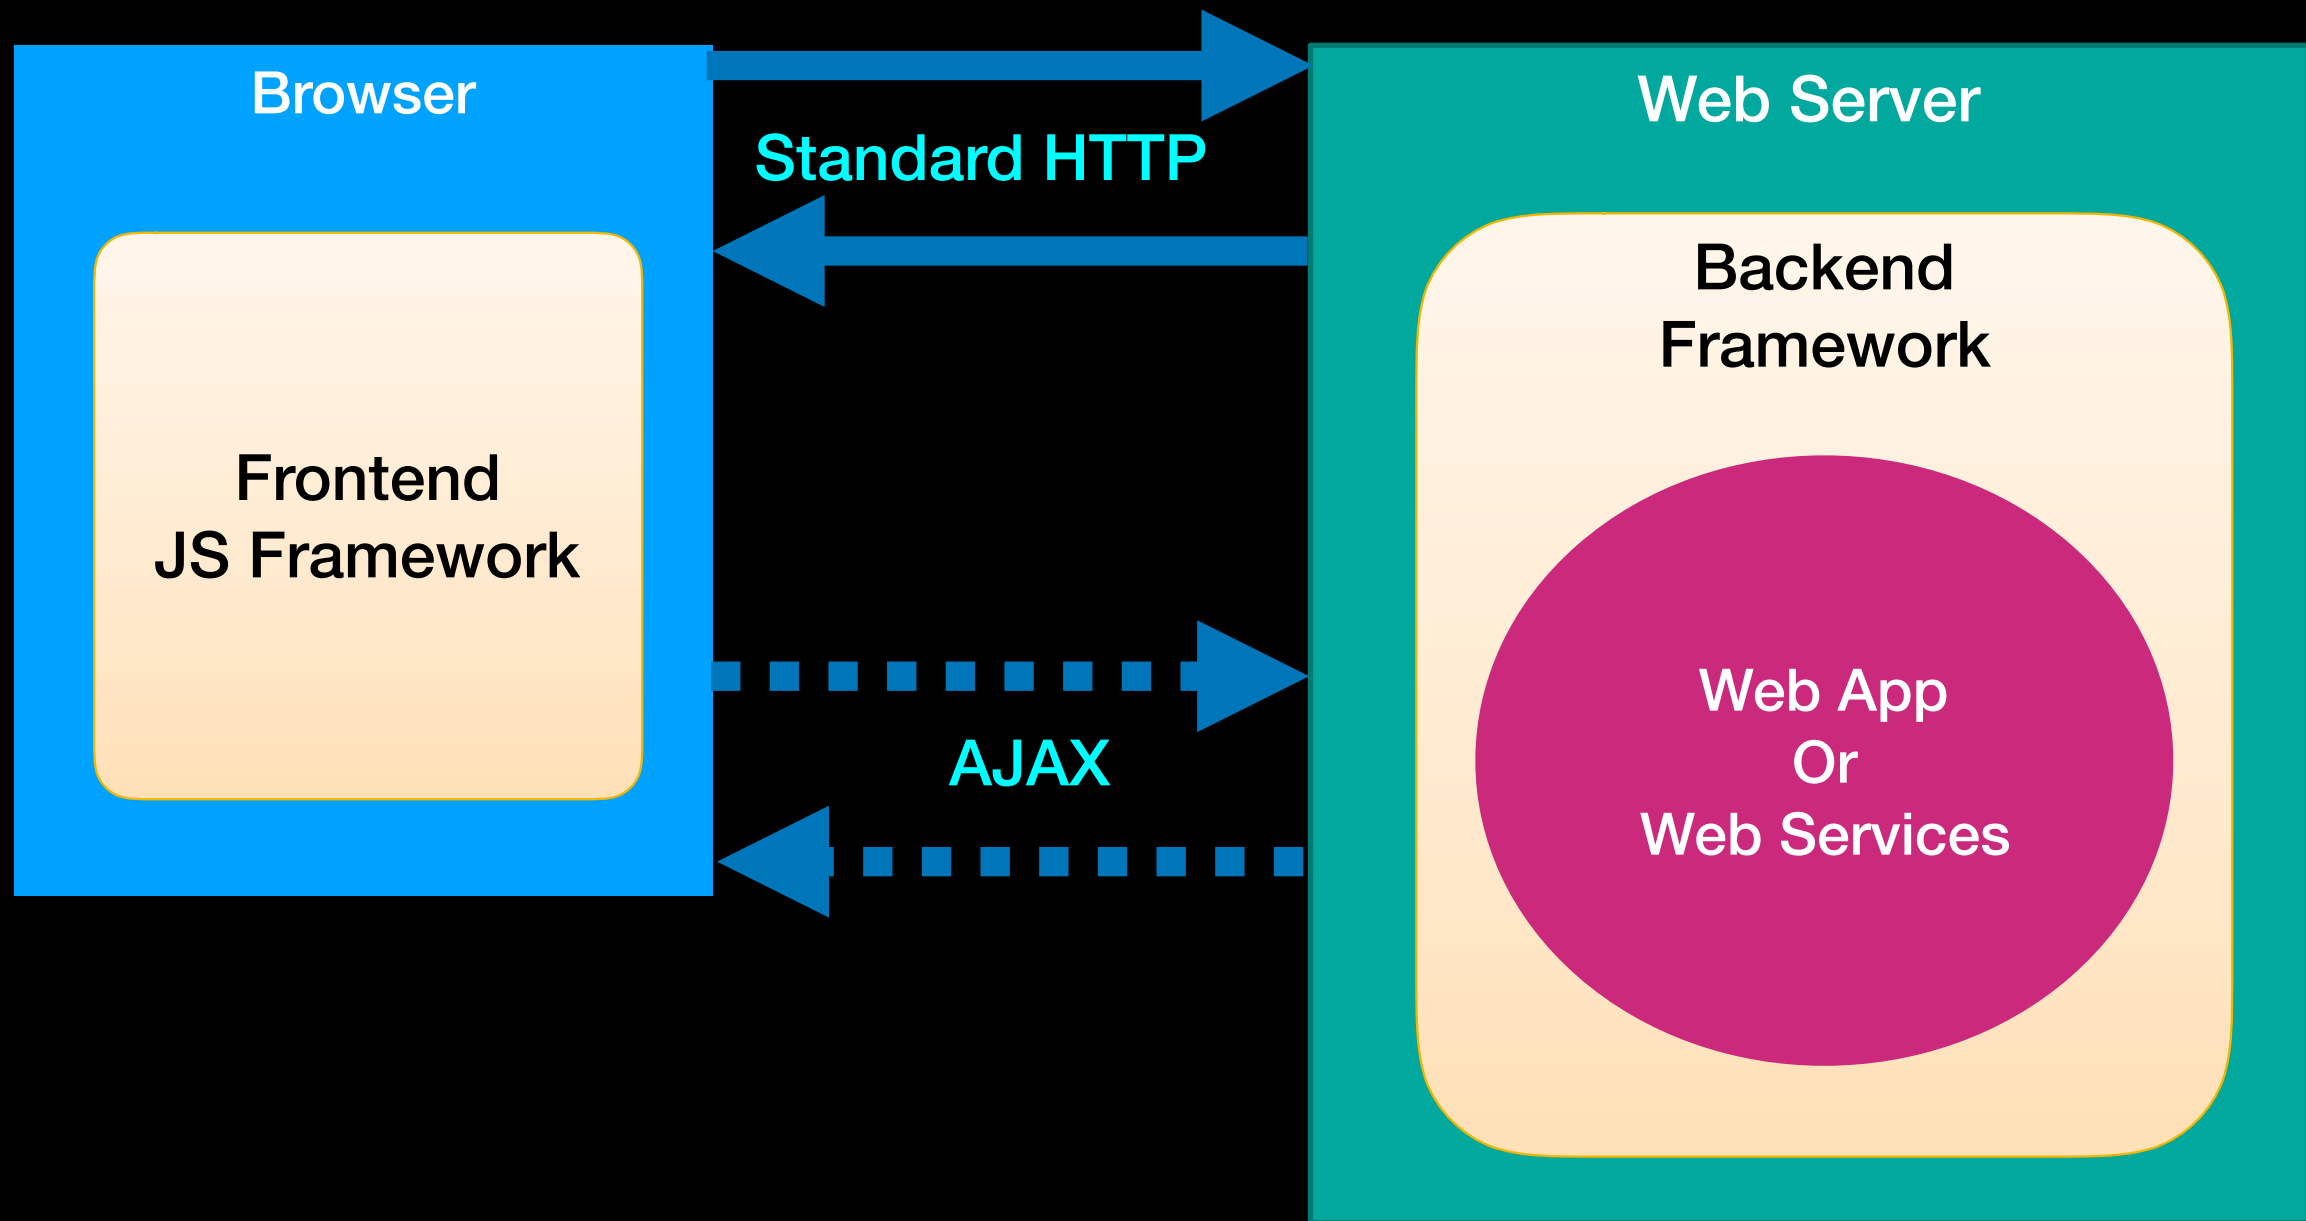 Browser
Standard HTTP
Web Server
Backend
Framework
Frontend
JS Framework
AJAX
Web App
Or
Web Services